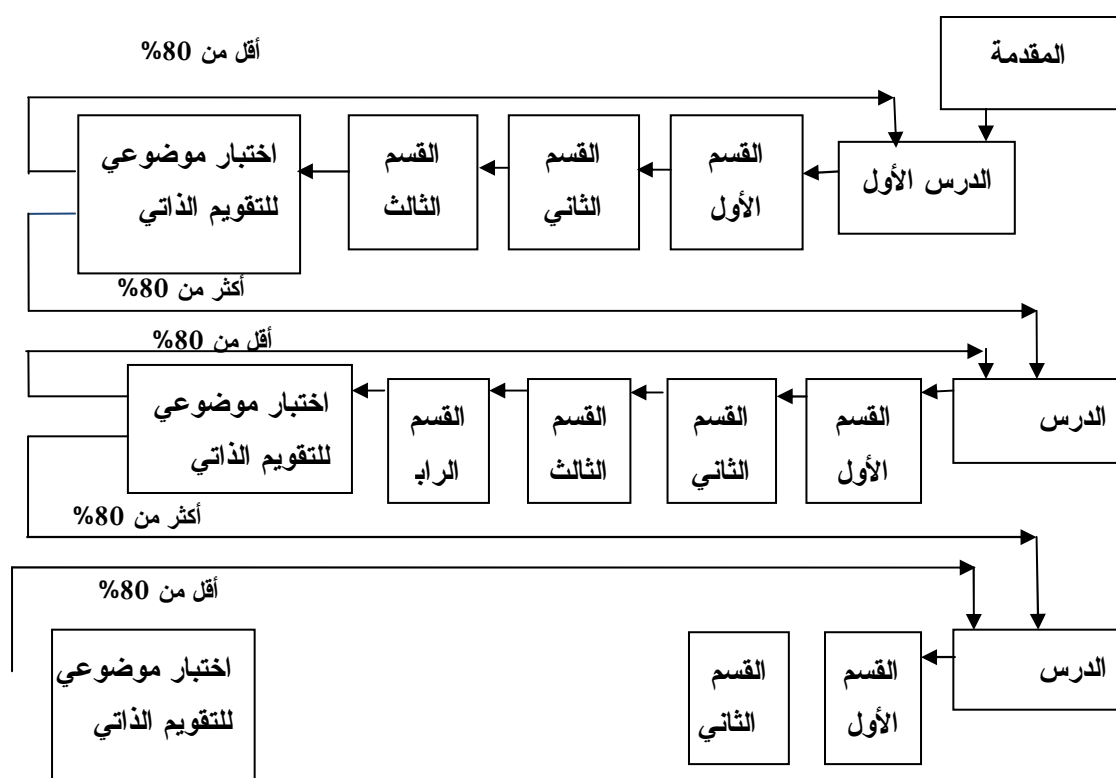 المقدمة
أقل من 80%
الدرس الأول
القسم
الأول
القسم
الثاني
القسم
الثالث
اختبار موضوعي
للتقويم الذاتي
أكثر من 80%
أقل من 80%
الدرس
القسم
الأول
القسم
الثاني
القسم
الثالث
القسم
الراب
اختبار موضوعي
للتقويم الذاتي
أكثر من 80%
أقل من 80%
الدرس
القسم
الأول
القسم
الثاني
اختبار موضوعي
للتقويم الذاتي